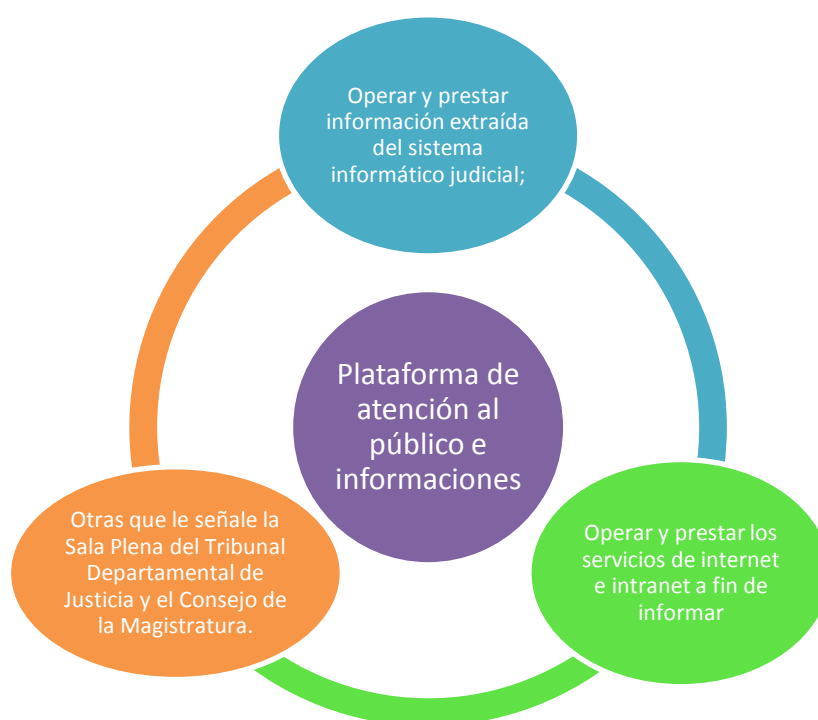 Operar y prestar
información extraída
del sistema
informático judicial;
Plataforma de
atención al
público e
informaciones
Otras que le señale la
Sala Plena del Tribunal
Departamental de
Justicia y el Consejo de
la Magistratura.
Operar y prestar los
servicios de internet
e intranet a fin de
informar